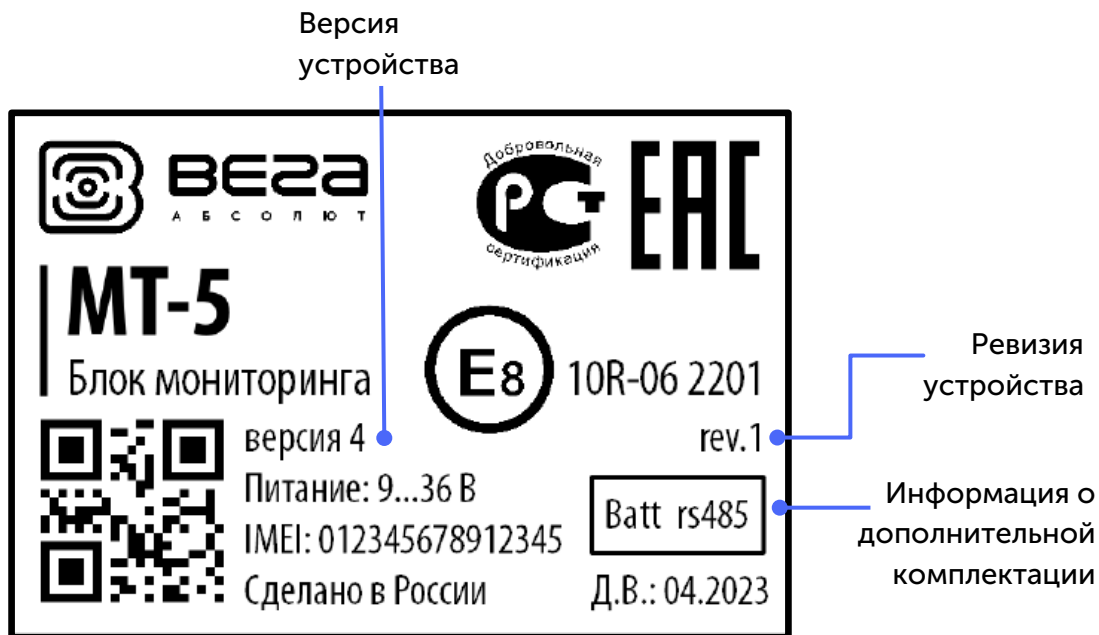 Версия
устройства
ВЕГА
АБСОЛЮТ
Добровольная
РСТ
сертификация
ЕАС
МТ-5
Блок мониторинга
E8
10R-06 2201
версия 4
rev.1
Ревизия
устройства
Питание: 9...36 В
Batt rs485
Информация о
дополнительной
комплектации
IMEI: 012345678912345
Сделано в России
Д.В.: 04.2023